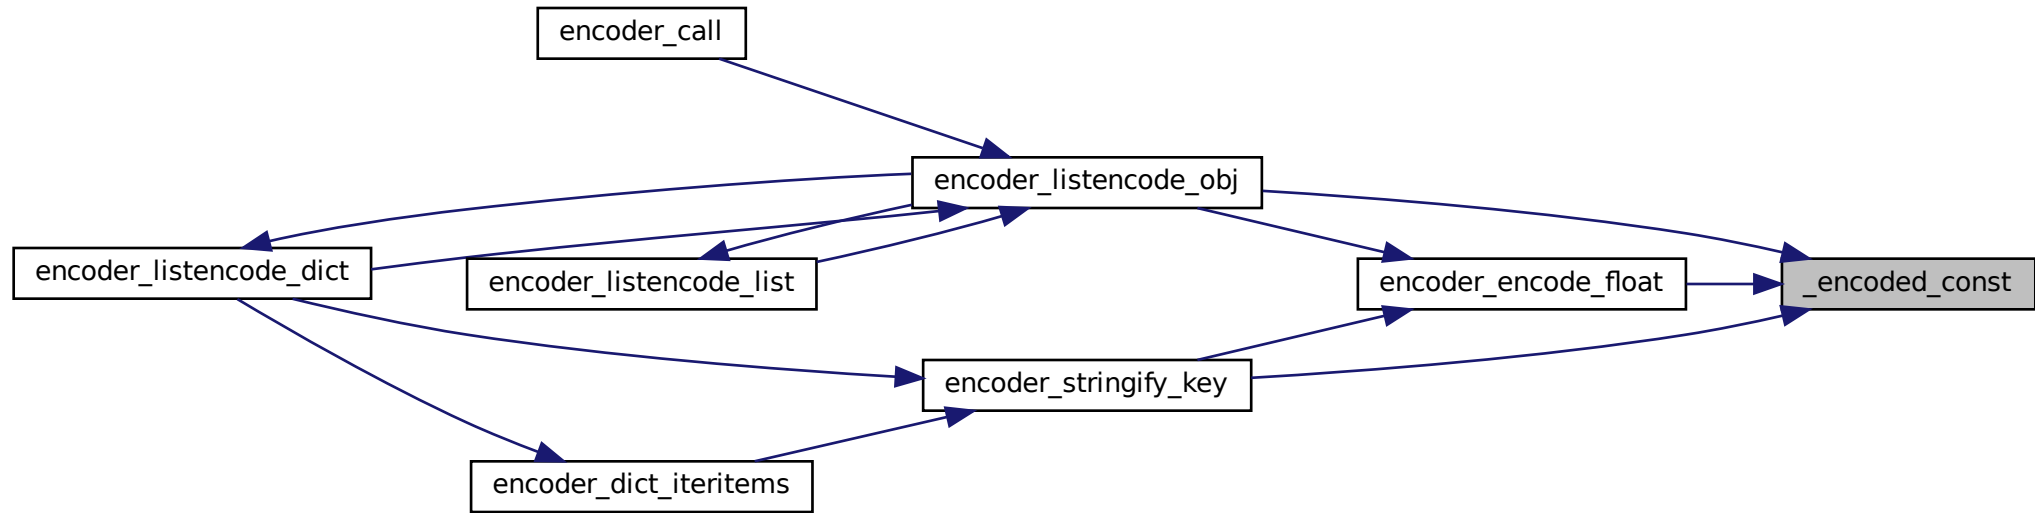 encoder_call
encoder_listencode_obj
encoder_listencode_dict
encoder_listencode_list
encoder_encode_float
_encoded_const
encoder_stringify_key
encoder_dict_iteritems